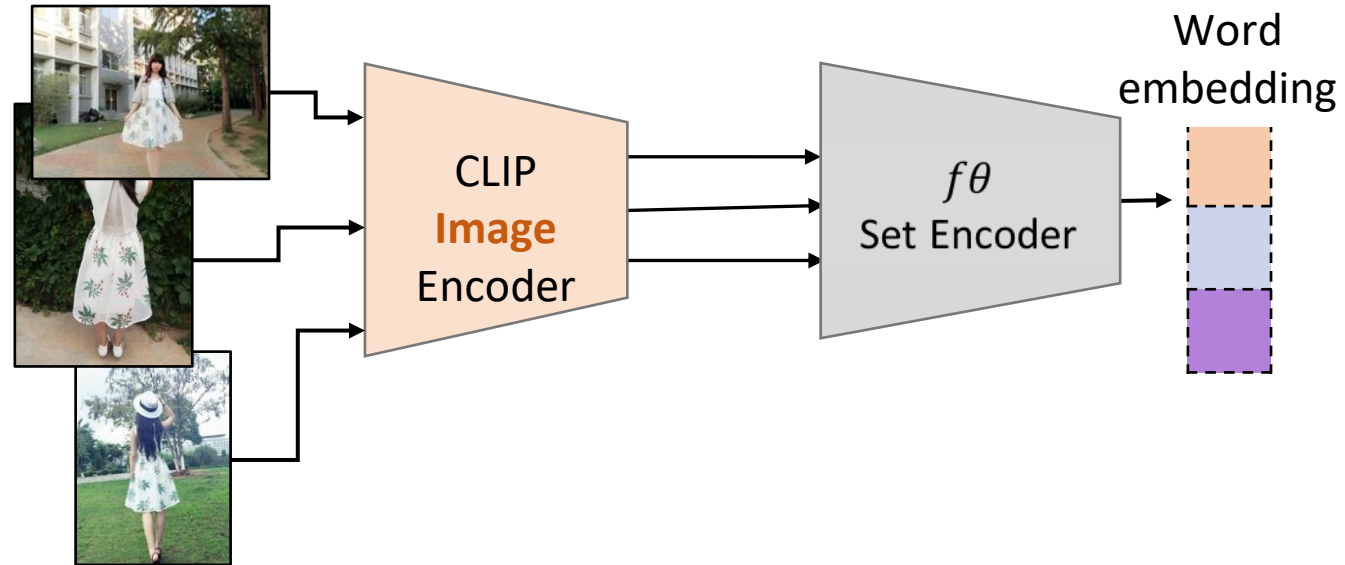 CLIP
Image
Encoder
𝑓𝜃
Set Encoder
Word
embedding